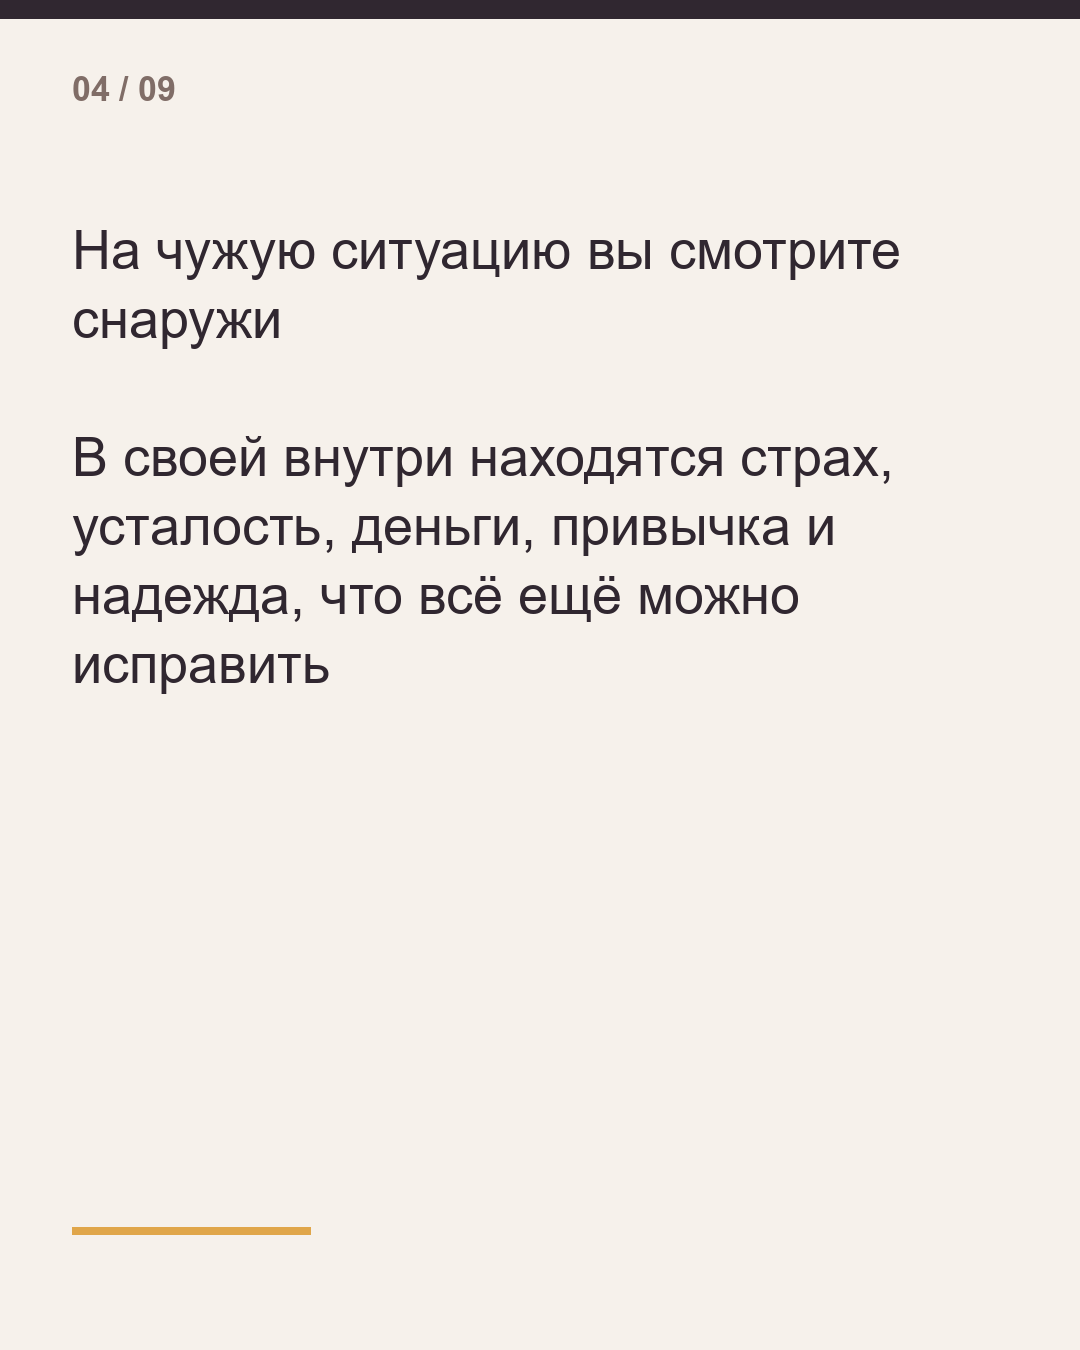 04 / 09
На чужую ситуацию вы смотрите
снаружи
В своей внутри находятся страх,
усталость, деньги, привычка и
надежда, что всё ещё можно
исправить